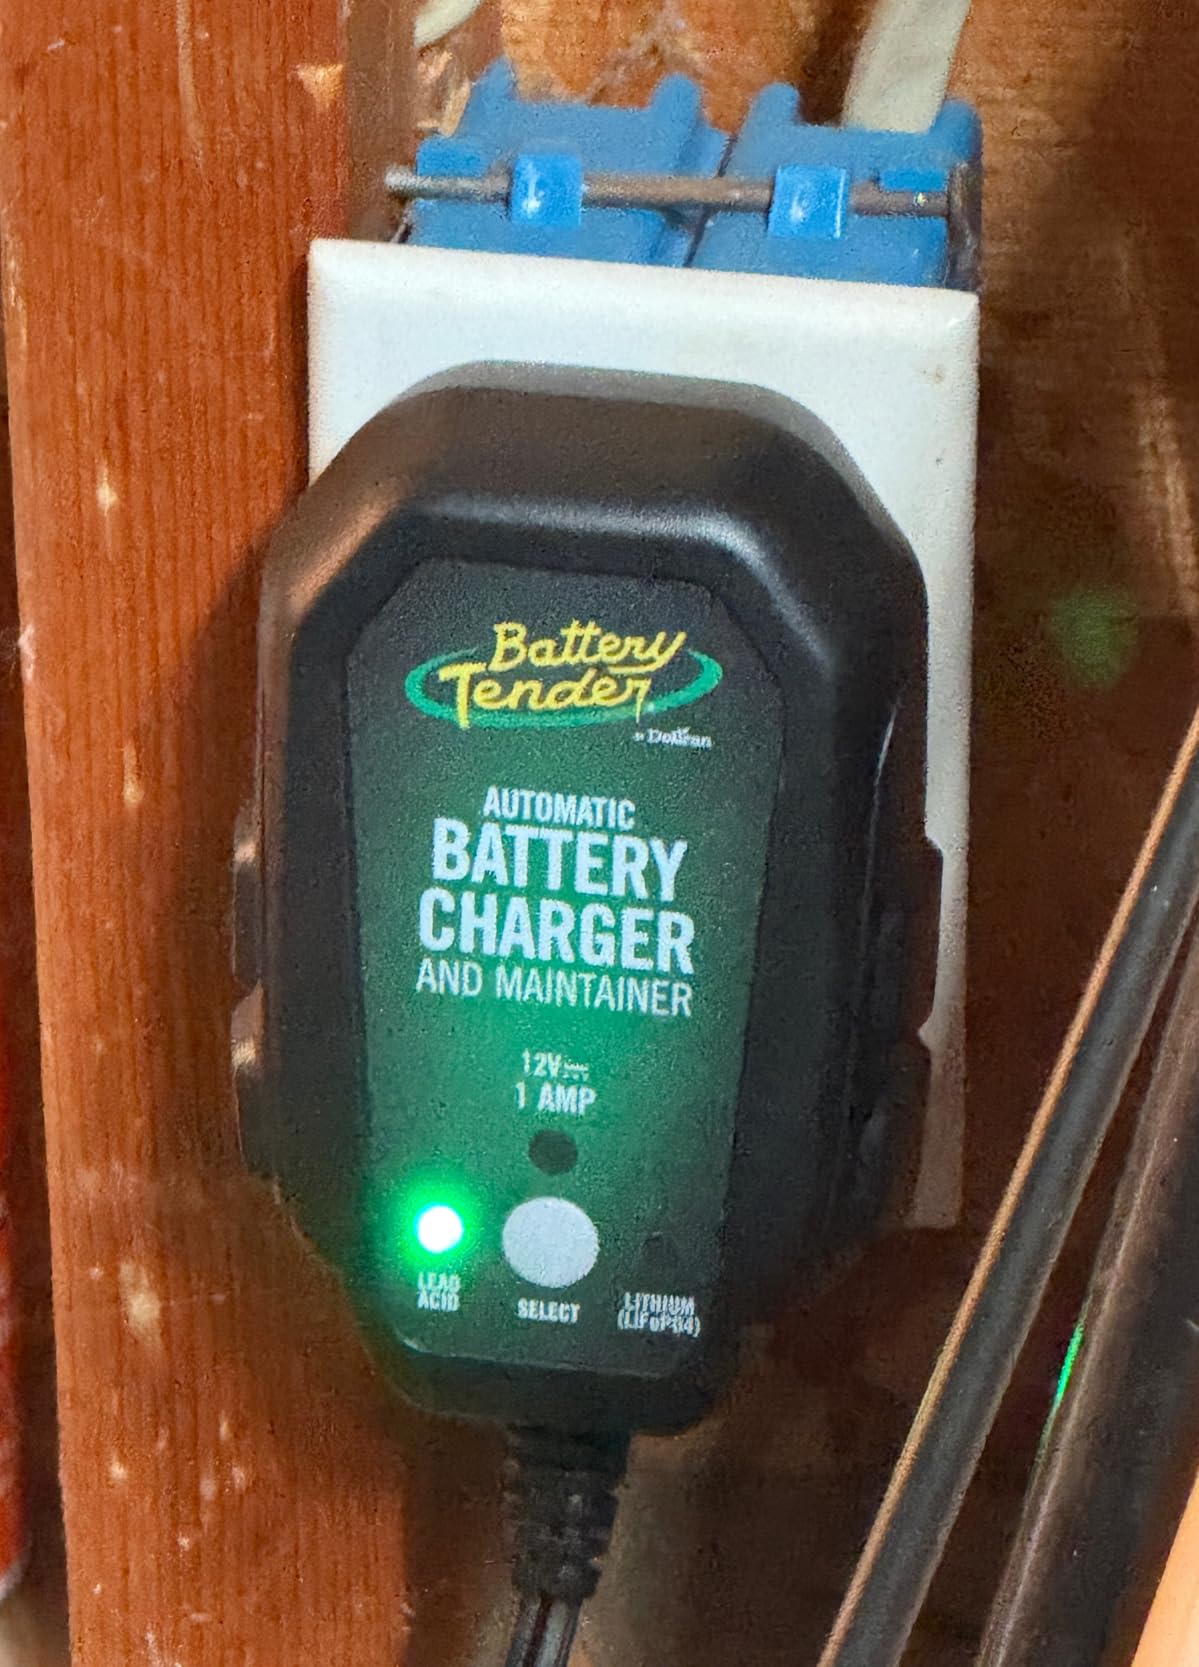 Battery
Tender
by Deltran
AUTOMATIC
BATTERY
CHARGER
AND MAINTAINER
12V
1 AMP
LEAD
ACID
SELECT
LITHIUM
(LiFePO4)